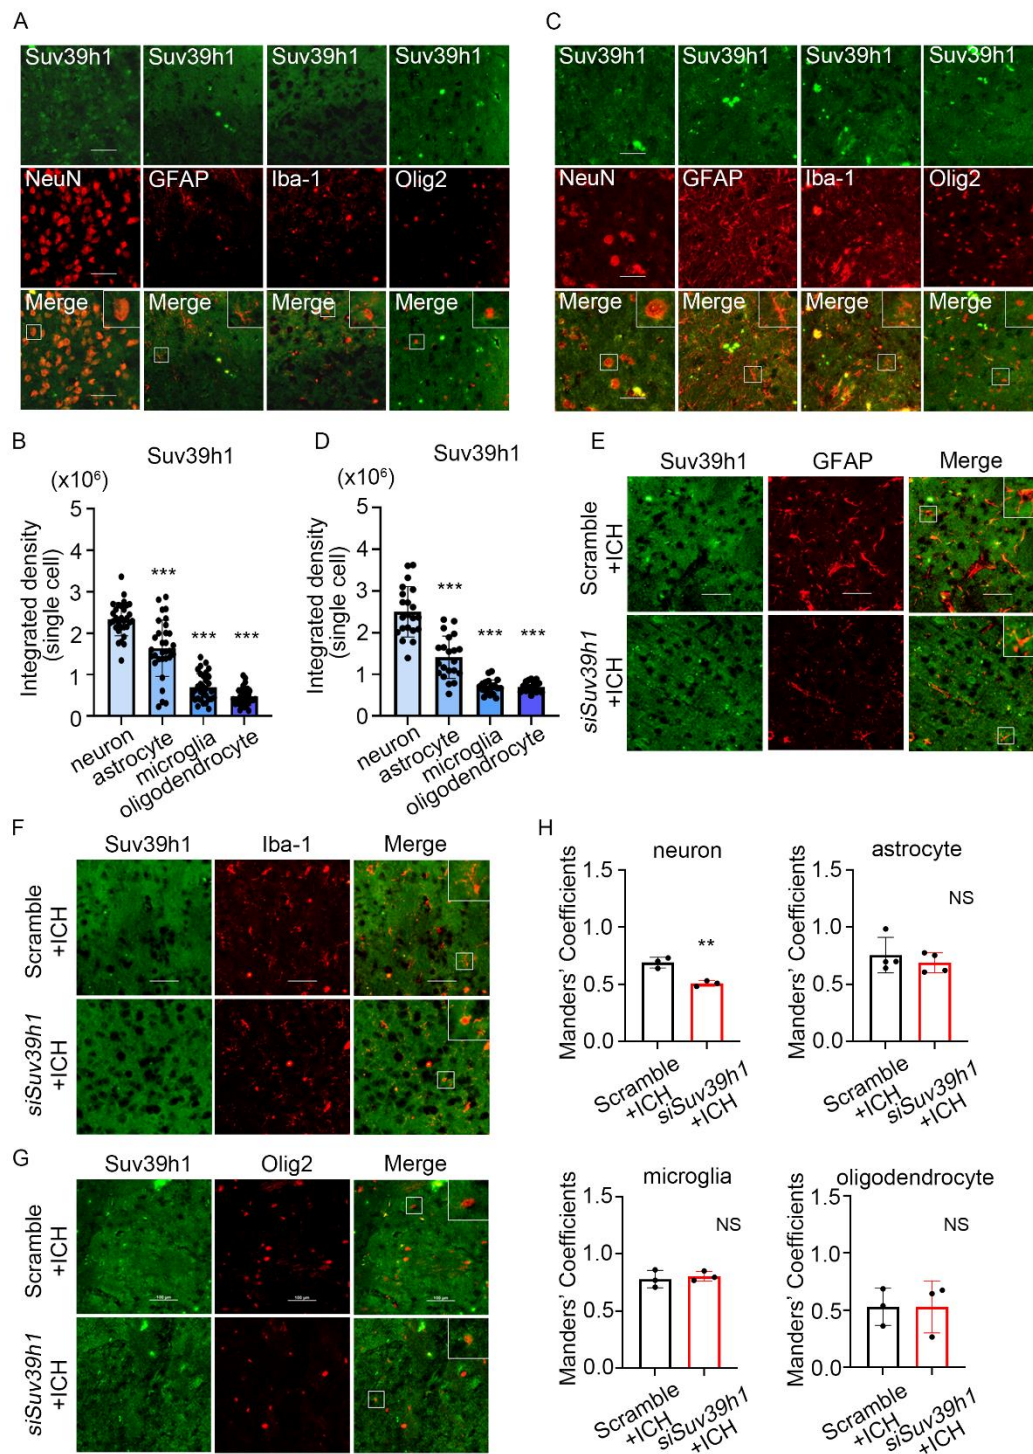 A
Suv39h1 Suv39h1 Suv39h1 Suv39h1
NeuN GFAP Iba-1 Olig2
Merge Merge Merge Merge
C
Suv39h1 Suv39h1 Suv39h1 Suv39h1
NeuN GFAP Iba-1 Olig2
Merge Merge Merge Merge
B
Suv39h1
(x10⁶)
Integrated density
(single cell)
5
4
3
2
1
0
***
*** ***
neuron
astrocyte
microglia
oligodendrocyte
D
Suv39h1
(x10⁶)
Integrated density
(single cell)
5
4
3
2
1
0
***
*** ***
neuron
astrocyte
microglia
oligodendrocyte
E
Suv39h1 GFAP Merge
Scramble
+ICH
siSuv39h1
+ICH
F
Suv39h1 Iba-1 Merge
Scramble
+ICH
siSuv39h1
+ICH
G
Suv39h1 Olig2 Merge
Scramble
+ICH
100 μm 100 μm 100 μm
siSuv39h1
+ICH
H
neuron
Manders' Coefficients
1.5
1.0
0.5
0.0
**
Scramble
+ICH
siSuv39h1
+ICH
astrocyte
Manders' Coefficients
1.5
1.0
0.5
0.0
NS
Scramble
+ICH
siSuv39h1
+ICH
microglia
Manders' Coefficients
1.5
1.0
0.5
0.0
NS
Scramble
+ICH
siSuv39h1
+ICH
oligodendrocyte
Manders' Coefficients
1.5
1.0
0.5
0.0
NS
Scramble
+ICH
siSuv39h1
+ICH